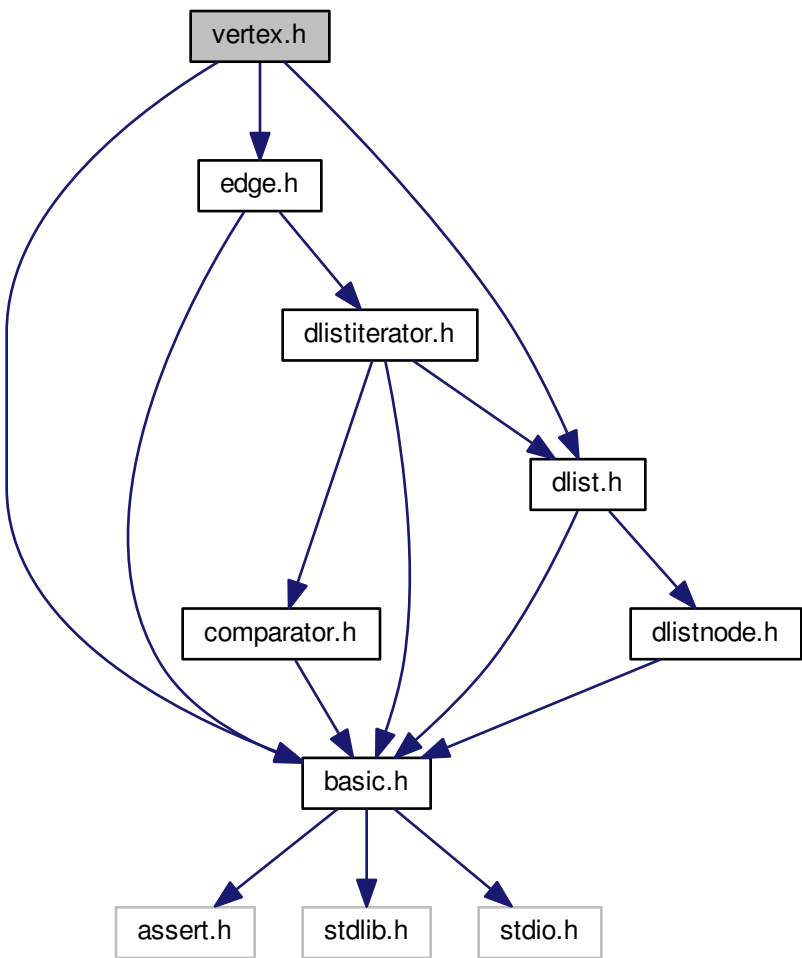 vertex.h
edge.h
dlistiterator.h
dlist.h
comparator.h
dlistnode.h
basic.h
assert.h
stdlib.h
stdio.h